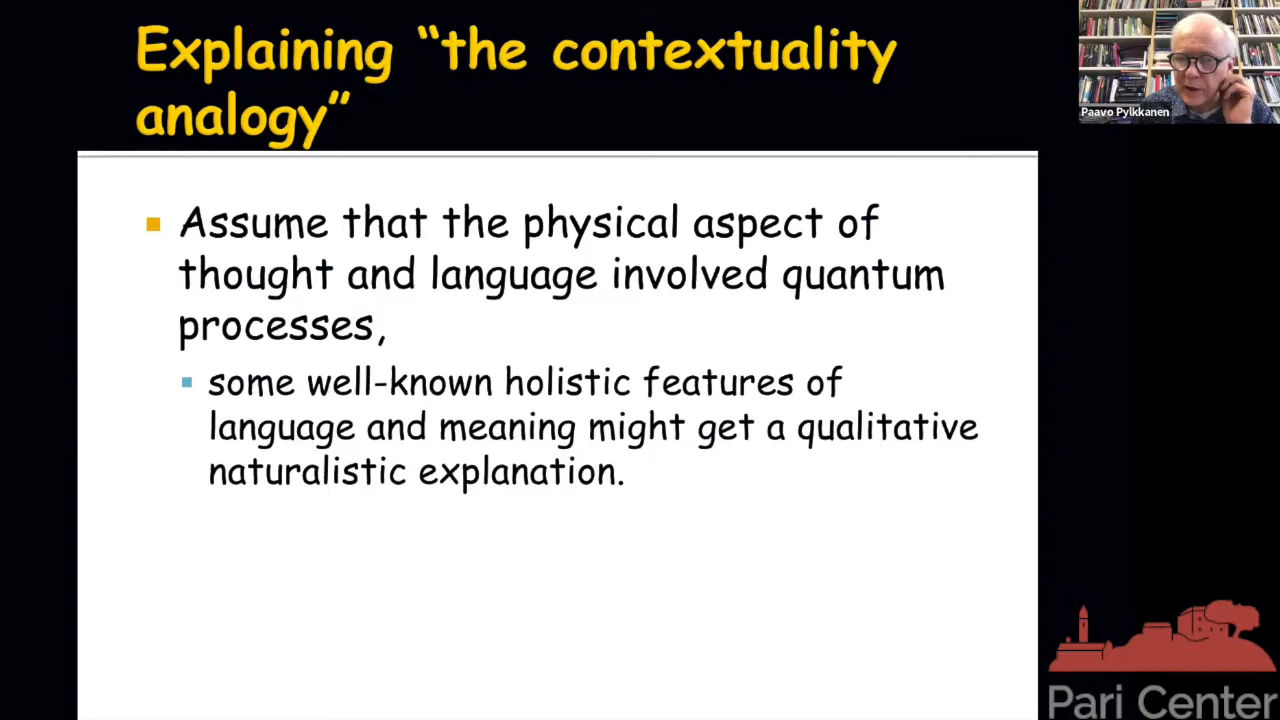 Explaining “the contextuality
analogy”
Paavo Pylkkanen
Assume that the physical aspect of
thought and language involved quantum
processes,
some well-known holistic features of
language and meaning might get a qualitative
naturalistic explanation.
Pari Center